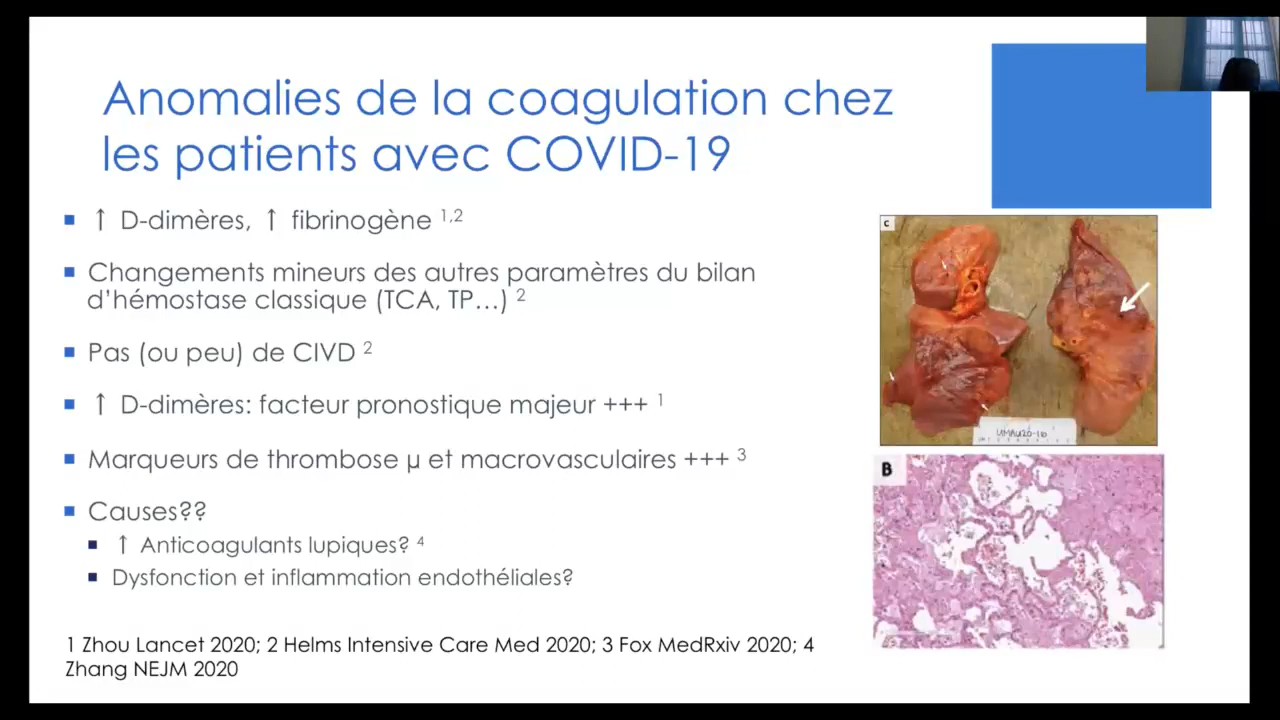 Anomalies de la coagulation chez
les patients avec COVID-19
↑ D-dimères, ↑ fibrinogène 1,2
Changements mineurs des autres paramètres du bilan
d’hémostase classique (TCA, TP…) 2
Pas (ou peu) de CIVD 2
↑ D-dimères: facteur pronostique majeur +++ 1
Marqueurs de thrombose µ et macrovasculaires +++ 3
Causes??
↑ Anticoagulants lupiques? 4
Dysfonction et inflammation endothéliales?
1 Zhou Lancet 2020; 2 Helms Intensive Care Med 2020; 3 Fox MedRxiv 2020; 4
Zhang NEJM 2020
c
B